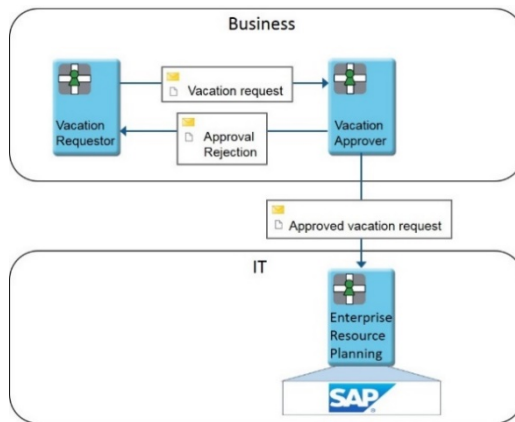 Business
Vacation request
Vacation
Requestor
Approval
Rejection
Vacation
Approver
Approved vacation request
IT
Enterprise
Resource
Planning
SAP®